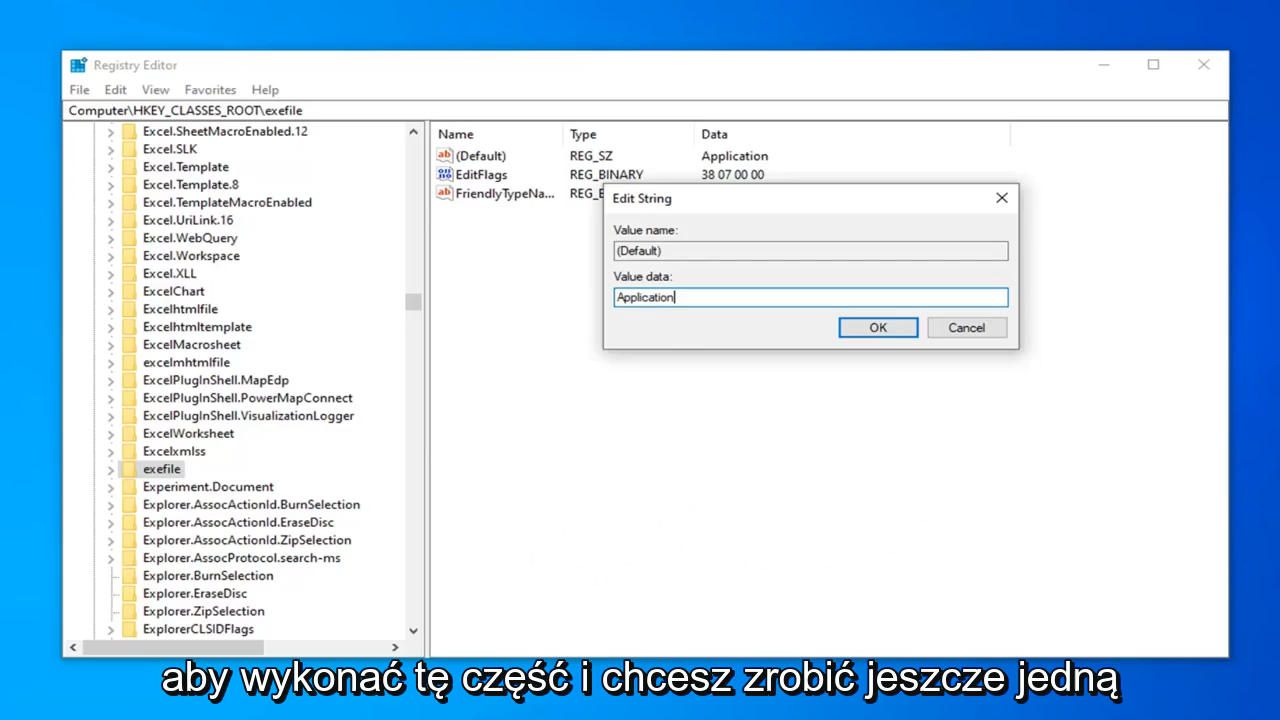 Registry Editor
File Edit View Favorites Help
Computer\HKEY_CLASSES_ROOT\exefile
Excel.SheetMacroEnabled.12
Excel.SLK
Excel.Template
Excel.Template.8
Excel.TemplateMacroEnabled
Excel.UriLink.16
Excel.WebQuery
Excel.Workspace
Excel.XLL
ExcelChart
Excelhtmlfile
Excelhtmltemplate
ExcelMacrosheet
excelmhtmlfile
ExcelPlugInShell.MapEdp
ExcelPlugInShell.PowerMapConnect
ExcelPlugInShell.VisualizationLogger
ExcelWorksheet
Excelxmlss
exefile
Experiment.Document
Explorer.AssocActionId.BurnSelection
Explorer.AssocActionId.EraseDisc
Explorer.AssocActionId.ZipSelection
Explorer.AssocProtocol.search-ms
Explorer.BurnSelection
Explorer.EraseDisc
Explorer.ZipSelection
ExplorerCLSIDFlags
Name Type Data
(Default) REG_SZ Application
EditFlags REG_BINARY 38 07 00 00
FriendlyTypeNa... REG_E
Edit String
Value name:
(Default)
Value data:
Application
OK Cancel
aby wykonać tę część i chcesz zrobić jeszcze jedną